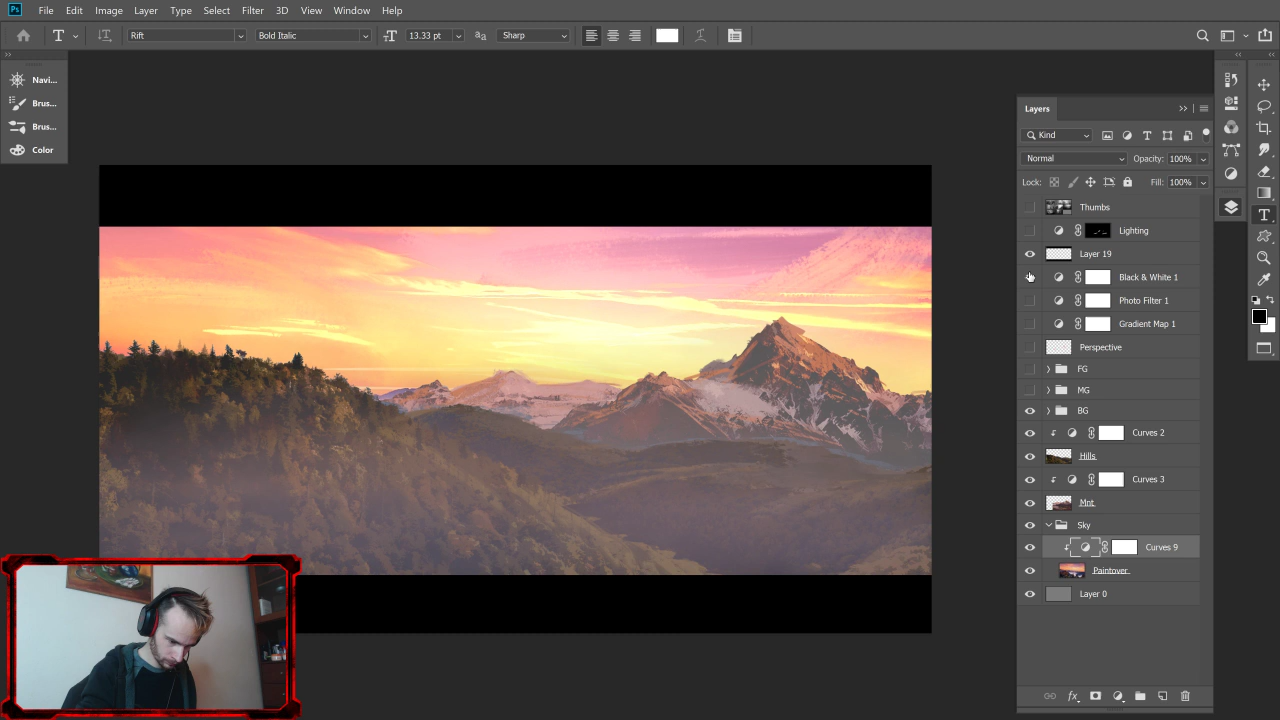 Ps File Edit Image Layer Type Select Filter 3D View Window Help
T Rift Bold Italic 13.33 pt Sharp
Navi...
Brus...
Brus...
Color
Layers
Kind
Normal Opacity: 100%
Lock: Fill: 100%
Thumbs
Lighting
Layer 19
Black & White 1
Photo Filter 1
Gradient Map 1
Perspective
FG
MG
BG
Curves 2
Hills
Curves 3
Mnt
Sky
Curves 9
Paintover
Layer 0
fx